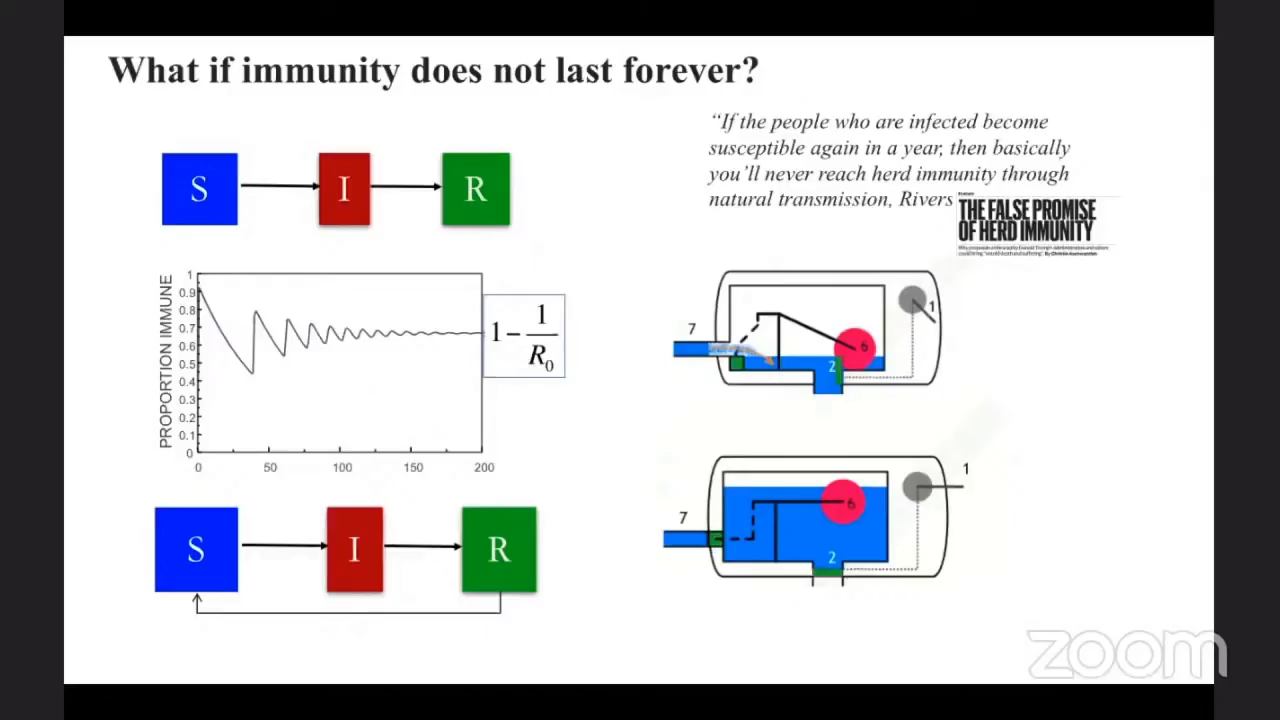 What if immunity does not last forever?
“If the people who are infected become
susceptible again in a year, then basically
you’ll never reach herd immunity through
natural transmission, Rivers
THE FALSE PROMISE
OF HERD IMMUNITY
S
I
R
PROPORTION IMMUNE
1
0.9
0.8
0.7
0.6
0.5
0.4
0.3
0.2
0.1
0
0
50
100
150
200
1 − 1/R0
7
6
2
1
7
6
2
1
S
I
R
zoom